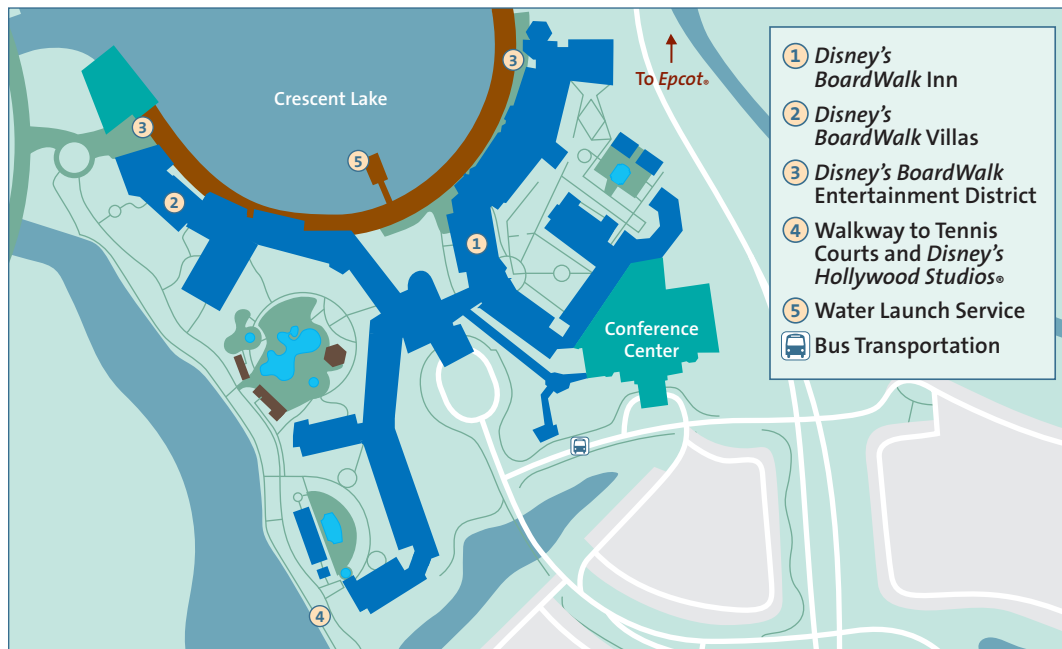 Crescent Lake
To Epcot®
3
3
5
2
1
Conference
Center
4
1 Disney's
BoardWalk Inn
2 Disney's
BoardWalk Villas
3 Disney's BoardWalk
Entertainment District
4 Walkway to Tennis
Courts and Disney's
Hollywood Studios®
5 Water Launch Service
Bus Transportation